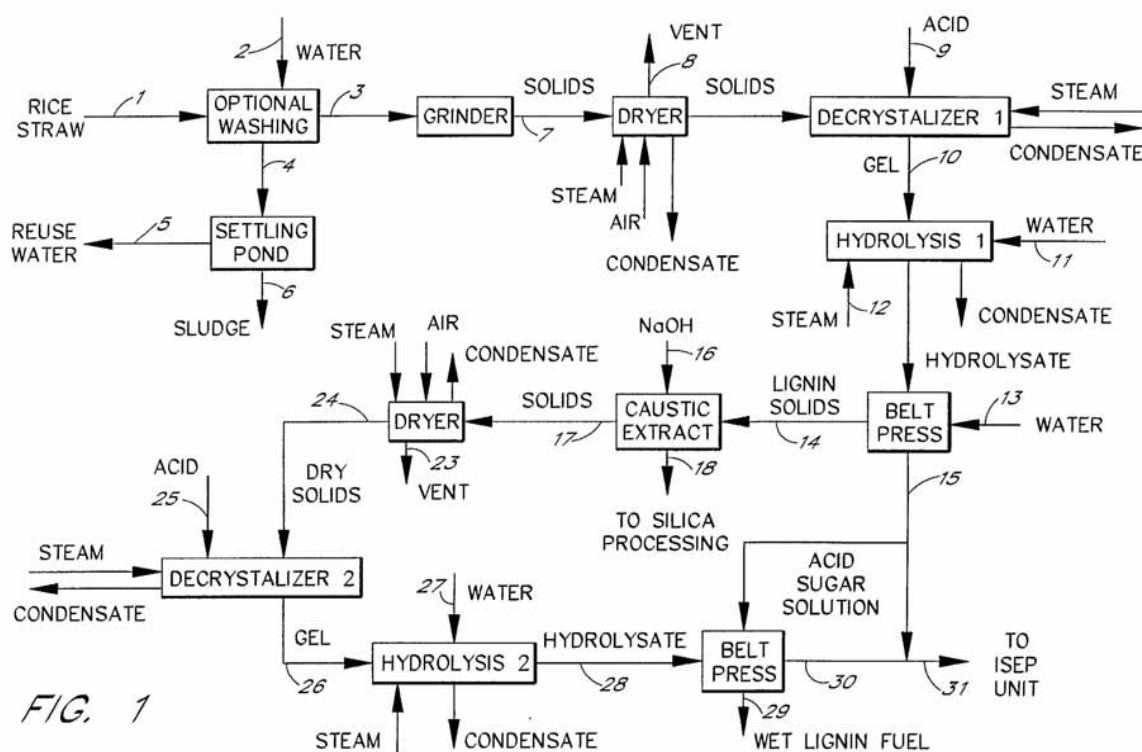 VENT
ACID
2
WATER
8
9
1
OPTIONAL
WASHING
3
GRINDER
SOLIDS
7
DRYER
SOLIDS
DECRYSTALIZER 1
STEAM
CONDENSATE
RICE
STRAW
4
STEAM
AIR
GEL
10
REUSE
WATER
5
SETTLING
POND
CONDENSATE
HYDROLYSIS 1
WATER
11
6
SLUDGE
STEAM
12
CONDENSATE
STEAM
AIR
CONDENSATE
NaOH
16
HYDROLYSATE
24
DRYER
SOLIDS
17
CAUSTIC
EXTRACT
LIGNIN
SOLIDS
14
BELT
PRESS
13
WATER
23
VENT
18
15
ACID
25
DRY
SOLIDS
TO SILICA
PROCESSING
STEAM
CONDENSATE
DECRYSTALIZER 2
27
WATER
ACID
SUGAR
SOLUTION
GEL
26
HYDROLYSIS 2
HYDROLYSATE
28
BELT
PRESS
30
31
TO
ISEP
UNIT
FIG. 1
STEAM
CONDENSATE
29
WET LIGNIN FUEL